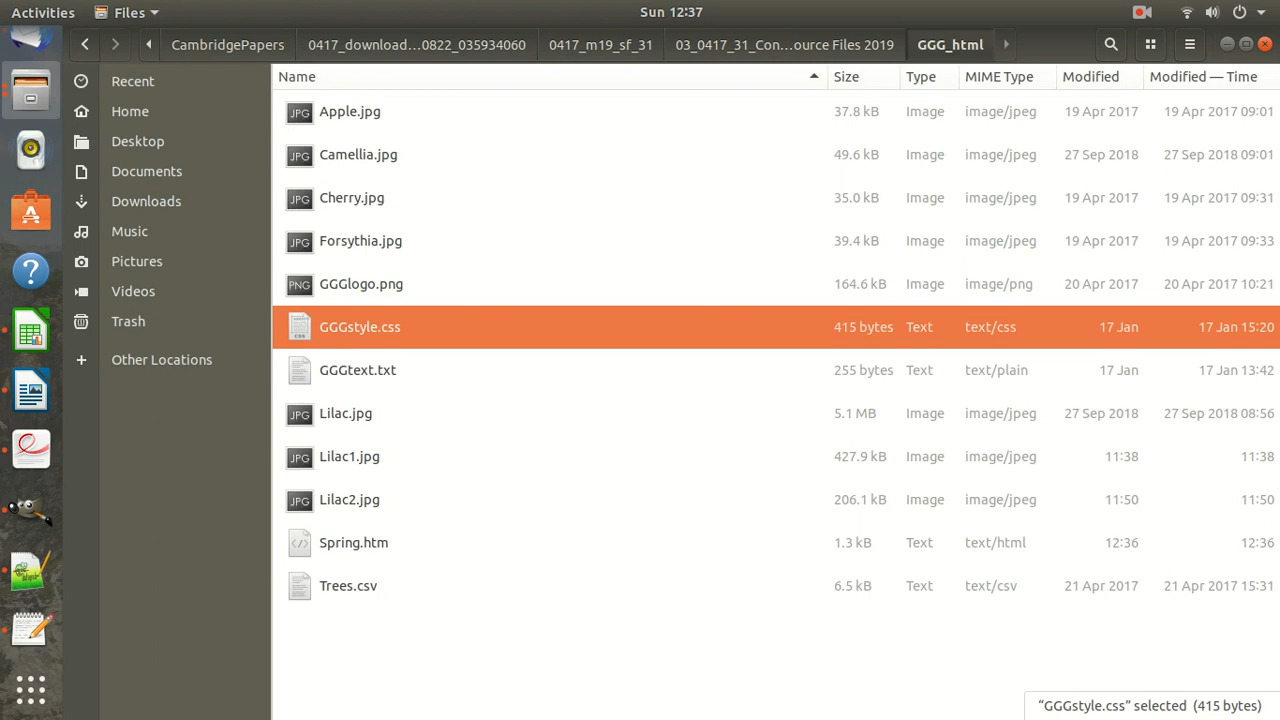 Activities Files Sun 12:37
CambridgePapers 0417_download…0822_035934060 0417_m19_sf_31 03_0417_31_Con…ource Files 2019 GGG_html
Recent
Home
Desktop
Documents
Downloads
Music
Pictures
Videos
Trash
+ Other Locations
Name Size Type MIME Type Modified Modified — Time
JPG Apple.jpg 37.8 kB Image image/jpeg 19 Apr 2017 19 Apr 2017 09:01
JPG Camellia.jpg 49.6 kB Image image/jpeg 27 Sep 2018 27 Sep 2018 09:01
JPG Cherry.jpg 35.0 kB Image image/jpeg 19 Apr 2017 19 Apr 2017 09:31
JPG Forsythia.jpg 39.4 kB Image image/jpeg 19 Apr 2017 19 Apr 2017 09:33
PNG GGGlogo.png 164.6 kB Image image/png 20 Apr 2017 20 Apr 2017 10:21
CSS GGGstyle.css 415 bytes Text text/css 17 Jan 17 Jan 15:20
GGGtext.txt 255 bytes Text text/plain 17 Jan 17 Jan 13:42
JPG Lilac.jpg 5.1 MB Image image/jpeg 27 Sep 2018 27 Sep 2018 08:56
JPG Lilac1.jpg 427.9 kB Image image/jpeg 11:38 11:38
JPG Lilac2.jpg 206.1 kB Image image/jpeg 11:50 11:50
</> Spring.htm 1.3 kB Text text/html 12:36 12:36
Trees.csv 6.5 kB Text text/csv 21 Apr 2017 21 Apr 2017 15:31
“GGGstyle.css” selected (415 bytes)